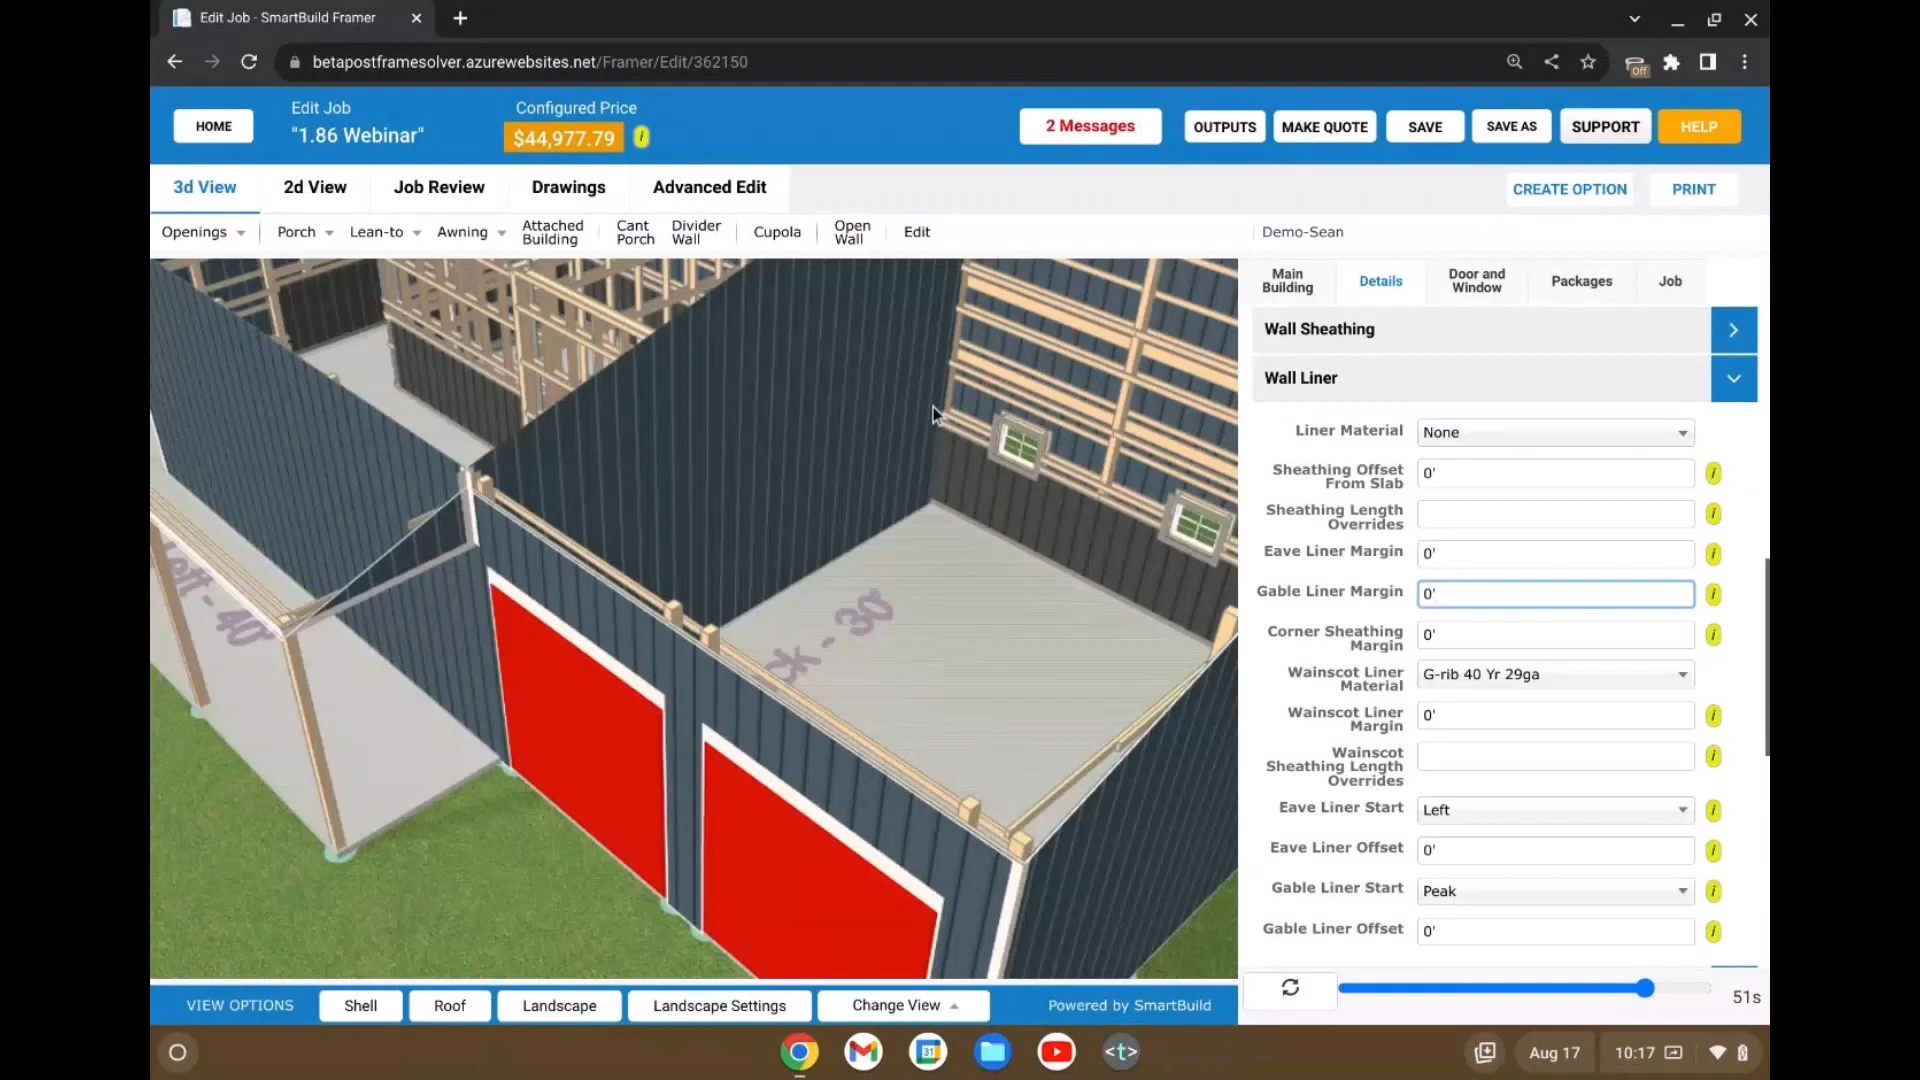 Edit Job - SmartBuild Framer
betapostframesolver.azurewebsites.net/Framer/Edit/362150
Off
HOME
Edit Job
"1.86 Webinar"
Configured Price
$44,977.79
i
2 Messages
OUTPUTS
MAKE QUOTE
SAVE
SAVE AS
SUPPORT
HELP
3d View
2d View
Job Review
Drawings
Advanced Edit
CREATE OPTION
PRINT
Openings
Porch
Lean-to
Awning
Attached
Building
Cant
Porch
Divider
Wall
Cupola
Open
Wall
Edit
Demo-Sean
Main
Building
Details
Door and
Window
Packages
Job
Wall Sheathing
Wall Liner
Liner Material
None
Sheathing Offset
From Slab
0'
i
Sheathing Length
Overrides
i
Eave Liner Margin
0'
i
Gable Liner Margin
0'
i
Corner Sheathing
Margin
0'
i
Wainscot Liner
Material
G-rib 40 Yr 29ga
Wainscot Liner
Margin
0'
i
Wainscot
Sheathing Length
Overrides
i
Eave Liner Start
Left
i
Eave Liner Offset
0'
i
Gable Liner Start
Peak
i
Gable Liner Offset
0'
i
Left - 40'
- 30
VIEW OPTIONS
Shell
Roof
Landscape
Landscape Settings
Change View
Powered by SmartBuild
51s
31
<t>
Aug 17
10:17